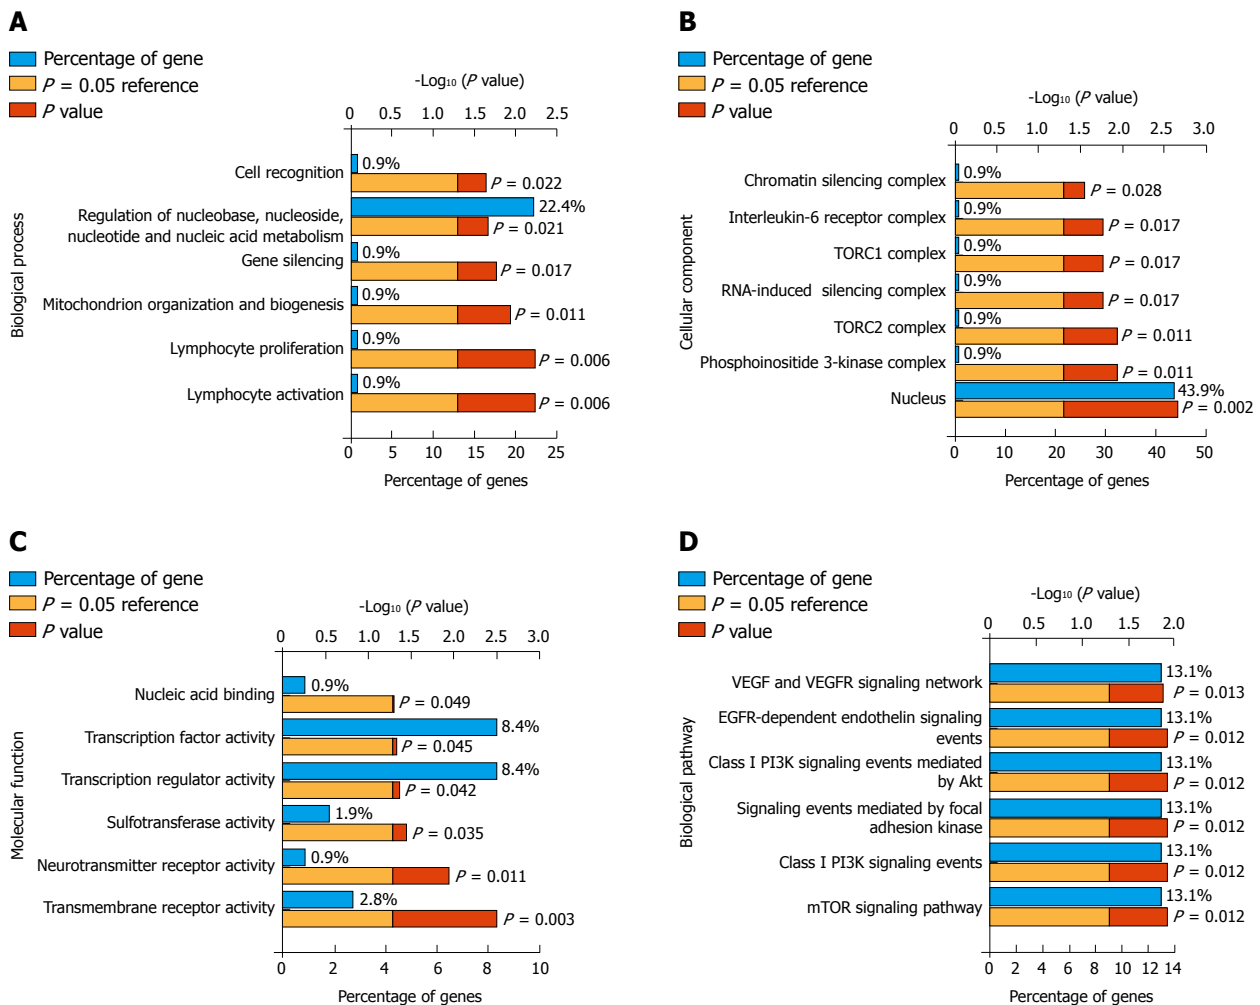 A
Percentage of gene
P = 0.05 reference
P value
-Log10 (P value)
0 0.5 1.0 1.5 2.0 2.5
Biological process
Cell recognition
0.9%
P = 0.022
Regulation of nucleobase, nucleoside,
nucleotide and nucleic acid metabolism
22.4%
P = 0.021
Gene silencing
0.9%
P = 0.017
Mitochondrion organization and biogenesis
0.9%
P = 0.011
Lymphocyte proliferation
0.9%
P = 0.006
Lymphocyte activation
0.9%
P = 0.006
0 5 10 15 20 25
Percentage of genes
B
Percentage of gene
P = 0.05 reference
P value
-Log10 (P value)
0 0.5 1.0 1.5 2.0 2.5 3.0
Cellular component
Chromatin silencing complex
0.9%
P = 0.028
Interleukin-6 receptor complex
0.9%
P = 0.017
TORC1 complex
0.9%
P = 0.017
RNA-induced silencing complex
0.9%
P = 0.017
TORC2 complex
0.9%
P = 0.011
Phosphoinositide 3-kinase complex
0.9%
P = 0.011
Nucleus
43.9%
P = 0.002
0 10 20 30 40 50
Percentage of genes
C
Percentage of gene
P = 0.05 reference
P value
-Log10 (P value)
0 0.5 1.0 1.5 2.0 2.5 3.0
Molecular function
Nucleic acid binding
0.9%
P = 0.049
Transcription factor activity
8.4%
P = 0.045
Transcription regulator activity
8.4%
P = 0.042
Sulfotransferase activity
1.9%
P = 0.035
Neurotransmitter receptor activity
0.9%
P = 0.011
Transmembrane receptor activity
2.8%
P = 0.003
0 2 4 6 8 10
Percentage of genes
D
Percentage of gene
P = 0.05 reference
P value
-Log10 (P value)
0 0.5 1.0 1.5 2.0
Biological pathway
VEGF and VEGFR signaling network
13.1%
P = 0.013
EGFR-dependent endothelin signaling
events
13.1%
P = 0.012
Class I PI3K signaling events mediated
by Akt
13.1%
P = 0.012
Signaling events mediated by focal
adhesion kinase
13.1%
P = 0.012
Class I PI3K signaling events
13.1%
P = 0.012
mTOR signaling pathway
13.1%
P = 0.012
0 2 4 6 8 10 12 14
Percentage of genes